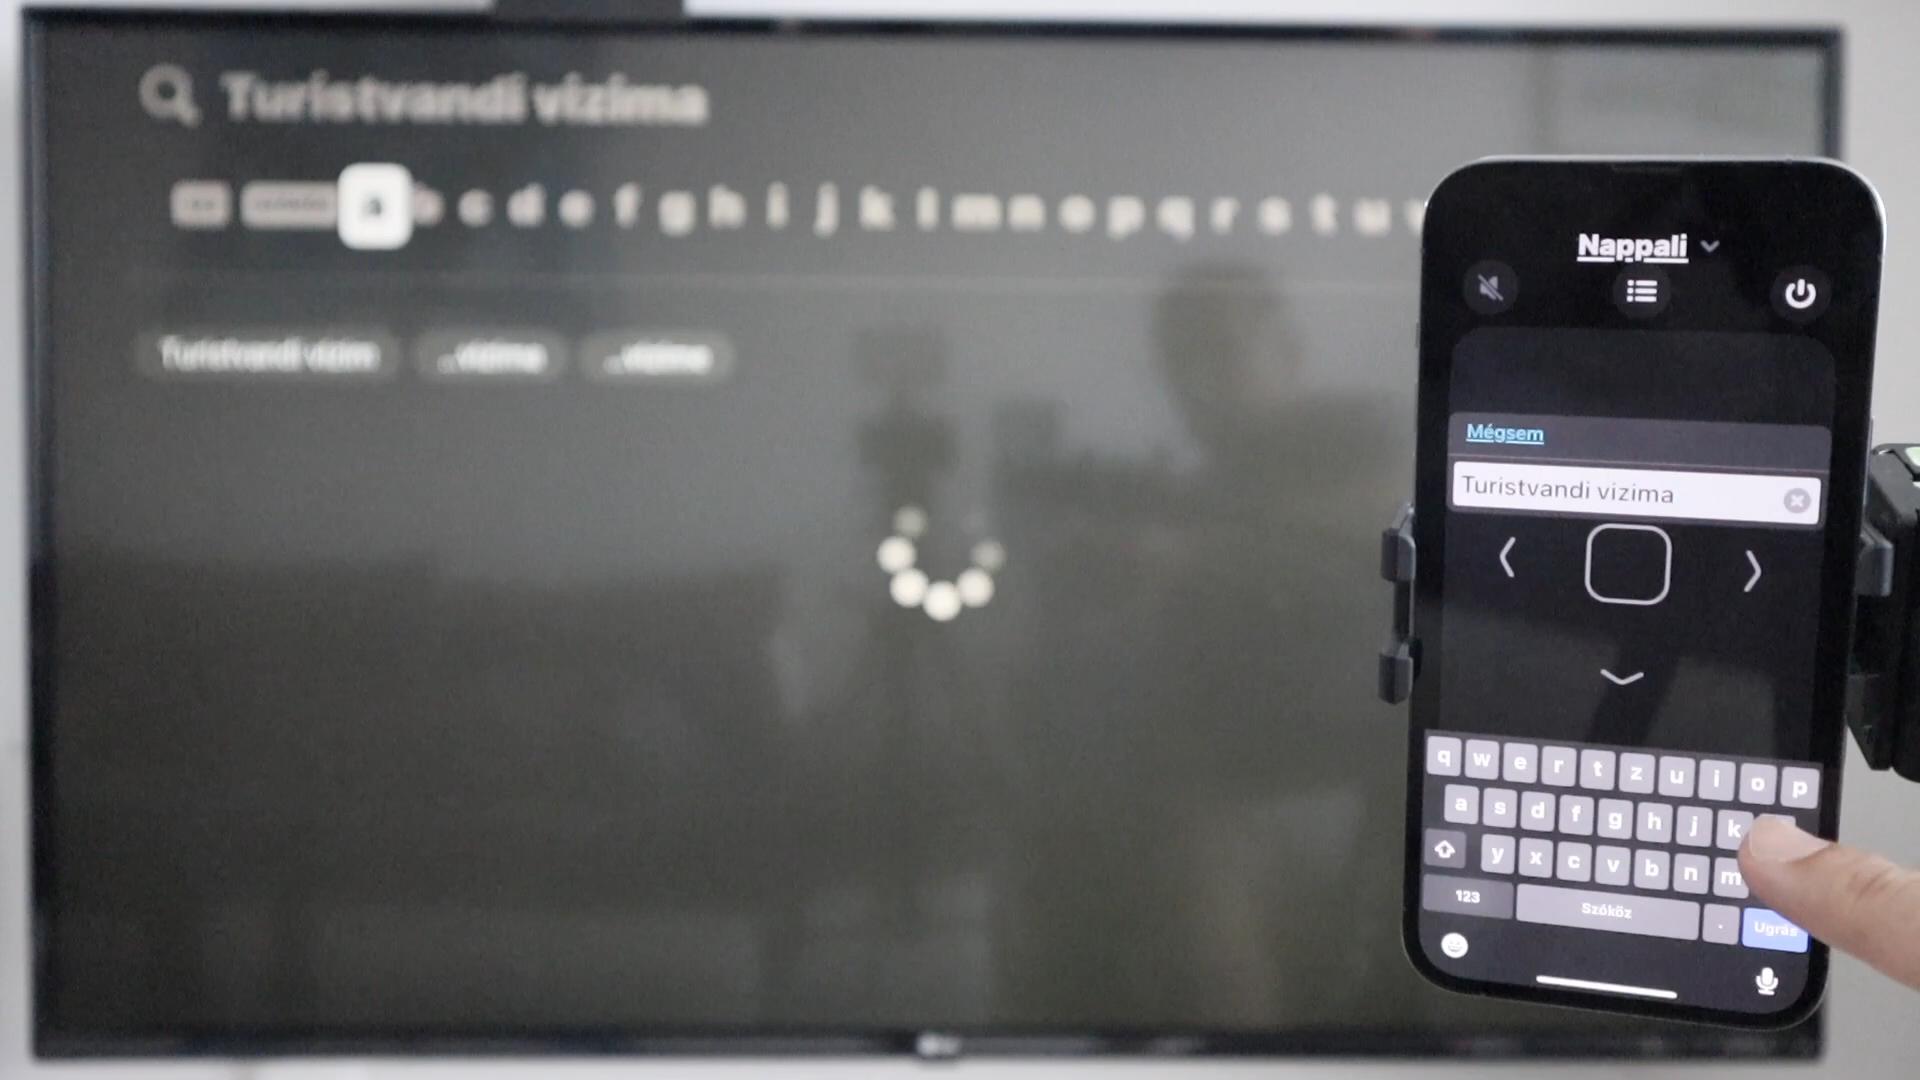 Turistvandi vizima
a b c d e f g h i j k l m n o p q r s t u v
Turistvandi vizim ...vizima ...vizima
Nappali
Mégsem
Turistvandi vizima
q w e r t z u i o p
a s d f g h j k
y x c v b n m
123 Szóköz . Ugrás